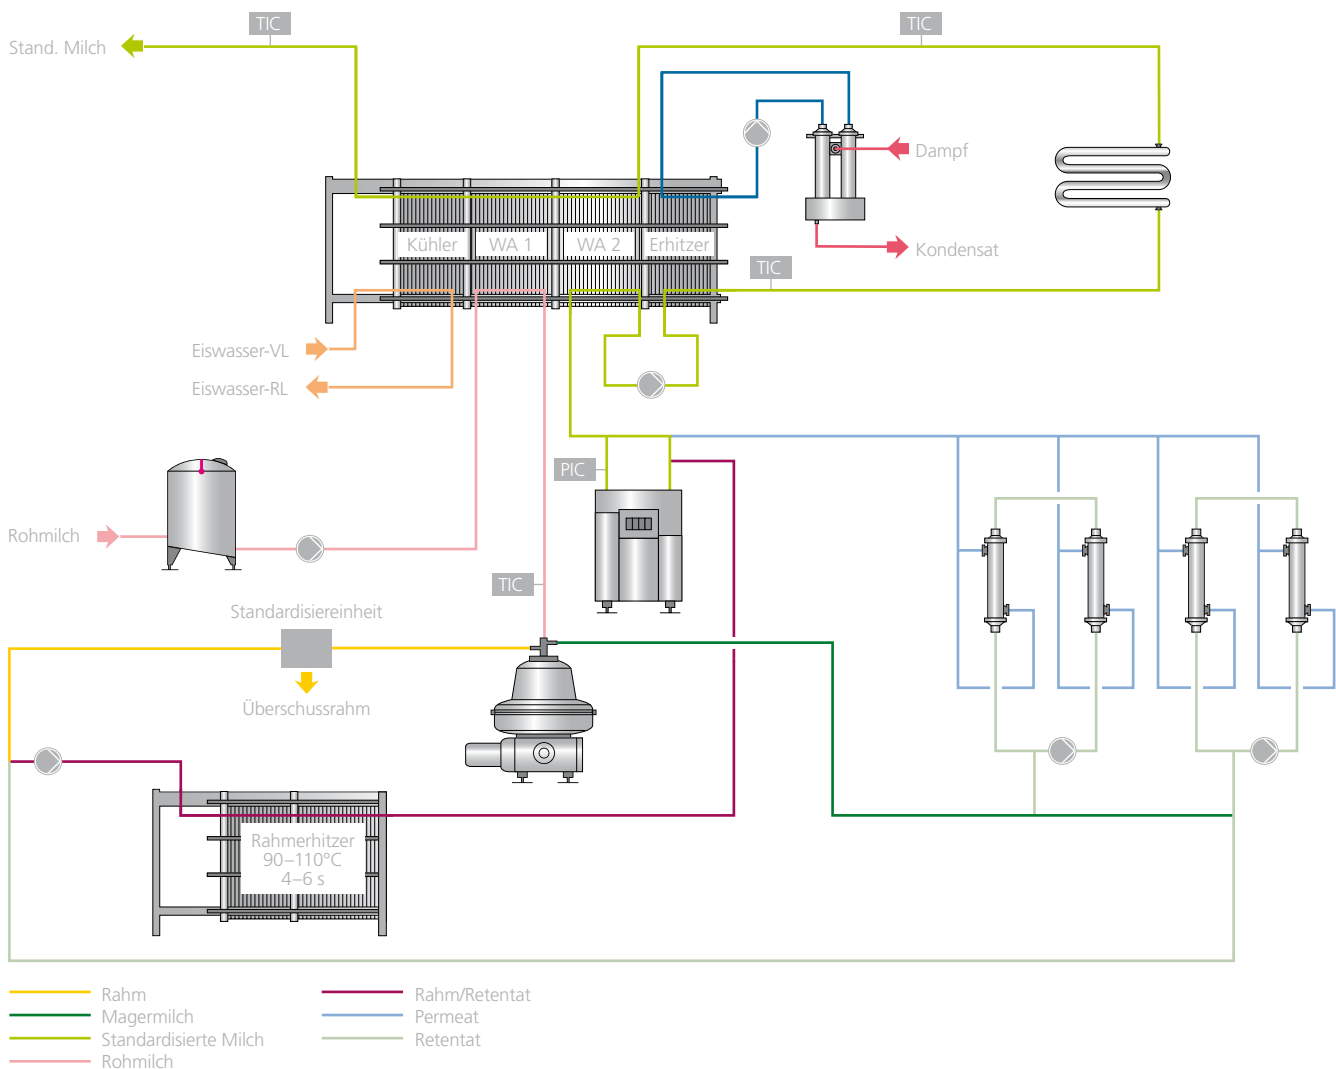 TIC
TIC
Stand. Milch
Dampf
Kühler
WA 1
WA 2
Erhitzer
Kondensat
TIC
Eiswasser-VL
Eiswasser-RL
PIC
Rohmilch
TIC
Standardisiereinheit
Überschussrahm
Rahmerhitzer
90–110°C
4–6 s
Rahm
Magermilch
Standardisierte Milch
Rohmilch
Rahm/Retentat
Permeat
Retentat